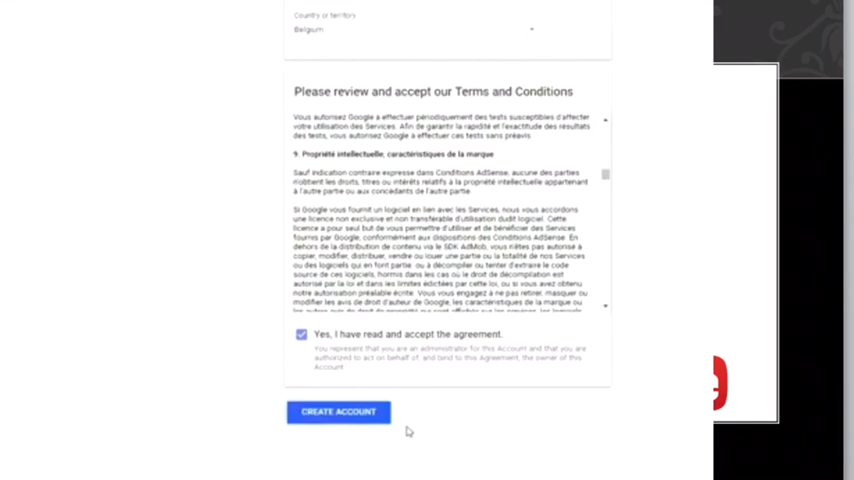 Country or territory
Belgium
Please review and accept our Terms and Conditions
Vous autorisez Google à effectuer périodiquement des tests susceptibles d'affecter
votre utilisation des Services. Afin de garantir la rapidité et l'exactitude des résultats
des tests, vous autorisez Google à effectuer ces tests sans préavis
9. Propriété intellectuelle, caractéristiques de la marque
Sauf indication contraire expresse dans Conditions AdSense, aucune des parties
n'obtient les droits, titres ou intérêts relatifs à la propriété intellectuelle appartenant
à l'autre partie ou aux concédants de l'autre partie.
Si Google vous fournit un logiciel en lien avec les Services, nous vous accordons
une licence non exclusive et non transférable d'utilisation dudit logiciel. Cette
licence a pour seul but de vous permettre d'utiliser et de bénéficier des Services
fournis par Google, conformément aux dispositions des Conditions AdSense. En
dehors de la distribution de contenu via le SDK AdMob, vous n'êtes pas autorisé à
copier, modifier, distribuer, vendre ou louer une partie ou la totalité de nos Services
ou des logiciels qui en font partie ou à décompiler ou tenter d'extraire le code
source de ces logiciels, hormis dans les cas où le droit de décompilation est
autorisé par la loi et dans les limites édictées par cette loi, ou si vous avez obtenu
notre autorisation préalable écrite. Vous vous engagez à ne pas retirer, masquer ou
modifier les avis de droit d'auteur de Google, les caractéristiques de la marque ou
les autres avis de droit de propriété
Yes, I have read and accept the agreement.
You represent that you are an administrator for this Account and that you are
authorized to act on behalf of, and bind to this Agreement, the owner of this
Account
CREATE ACCOUNT